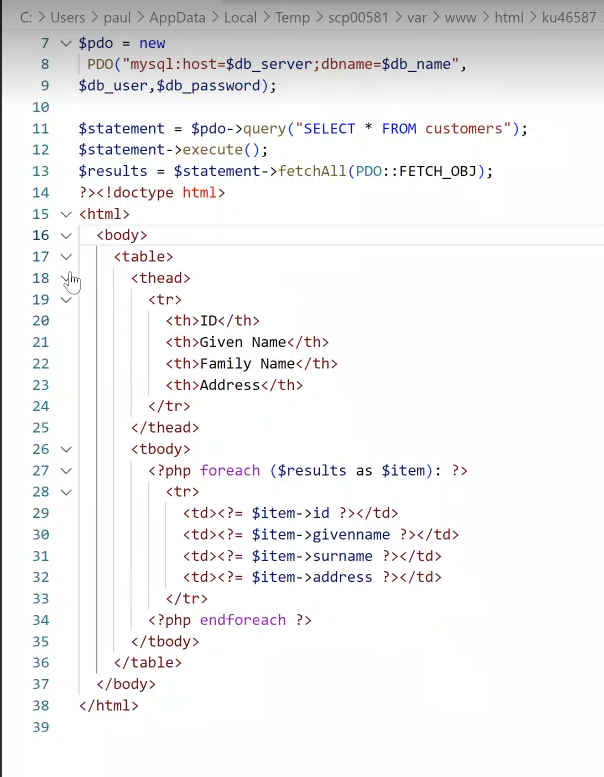 C: > Users > paul > AppData > Local > Temp > scp00581 > var > www > html > ku46587
7 $pdo = new
8 PDO("mysql:host=$db_server;dbname=$db_name",
9 $db_user,$db_password);
10
11 $statement = $pdo->query("SELECT * FROM customers");
12 $statement->execute();
13 $results = $statement->fetchAll(PDO::FETCH_OBJ);
14 ?><!doctype html>
15 <html>
16 <body>
17 <table>
18 <thead>
19 <tr>
20 <th>ID</th>
21 <th>Given Name</th>
22 <th>Family Name</th>
23 <th>Address</th>
24 </tr>
25 </thead>
26 <tbody>
27 <?php foreach ($results as $item): ?>
28 <tr>
29 <td><?= $item->id ?></td>
30 <td><?= $item->givenname ?></td>
31 <td><?= $item->surname ?></td>
32 <td><?= $item->address ?></td>
33 </tr>
34 <?php endforeach ?>
35 </tbody>
36 </table>
37 </body>
38 </html>
39